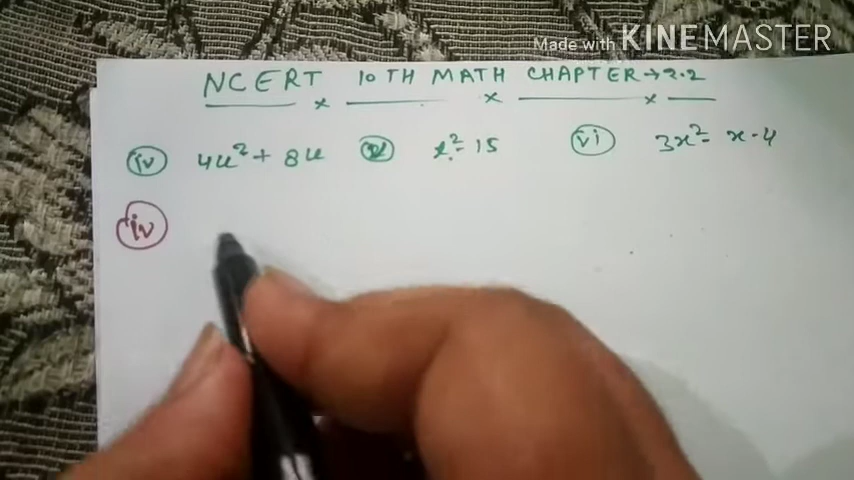 Made with KINEMASTER
NCERT 10TH MATH CHAPTER → 2.2
iv 4u² + 8u v t² - 15 vi 3x² - x - 4
iv